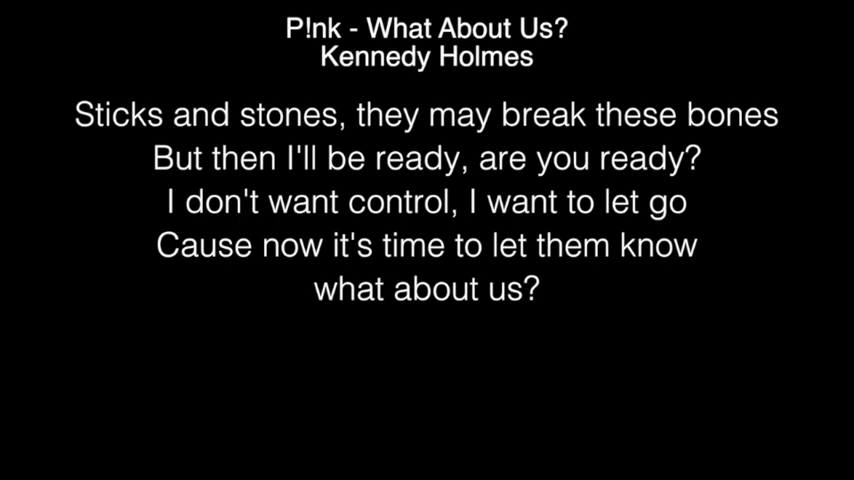 P!nk - What About Us?
Kennedy Holmes
Sticks and stones, they may break these bones
But then I'll be ready, are you ready?
I don't want control, I want to let go
Cause now it's time to let them know
what about us?